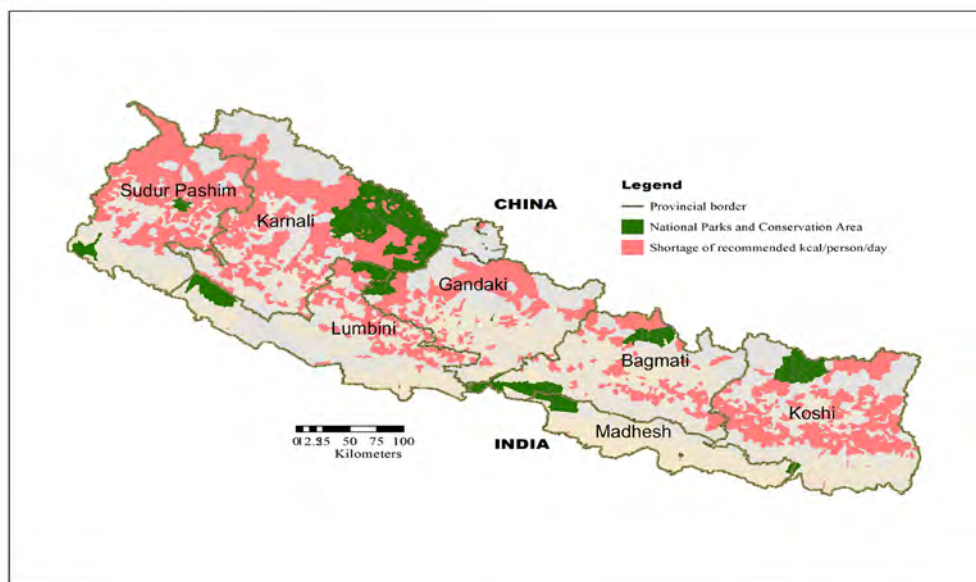 Sudur Pashim
Karnali
CHINA
Gandaki
Lumbini
Bagmati
Koshi
Madhesh
INDIA
Legend
Provincial border
National Parks and Conservation Area
Shortage of recommended kcal/person/day
50 75 100
Kilometers